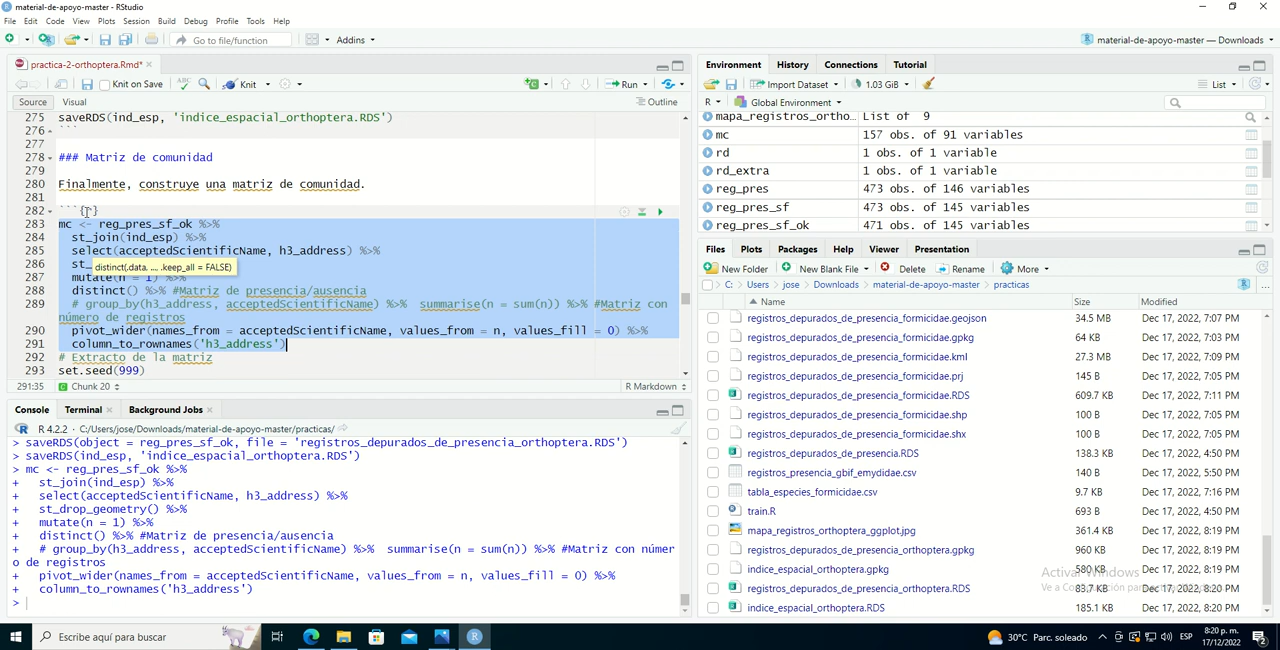 material-de-apoyo-master - RStudio
File Edit Code View Plots Session Build Debug Profile Tools Help
Go to file/function Addins material-de-apoyo-master — Downloads
practica-2-orthoptera.Rmd*
Knit on Save ABC Knit Run
Source Visual Outline
275 saveRDS(ind_esp, 'indice_espacial_orthoptera.RDS')
276 ```
277
278 ### Matriz de comunidad
279
280 Finalmente, construye una matriz de comunidad.
281
282 ```{r}
283 mc <- reg_pres_sf_ok %>%
284 st_join(ind_esp) %>%
285 select(acceptedScientificName, h3_address) %>%
286 st_
distinct(.data, ..., .keep_all = FALSE)
287 mutate(n = 1) %>%
288 distinct() %>% #Matriz de presencia/ausencia
289 # group_by(h3_address, acceptedScientificName) %>% summarise(n = sum(n)) %>% #Matriz con
número de registros
290 pivot_wider(names_from = acceptedScientificName, values_from = n, values_fill = 0) %>%
291 column_to_rownames('h3_address')
292 # Extracto de la matriz
293 set.seed(999)
291:35 Chunk 20 R Markdown
Console Terminal Background Jobs
R 4.2.2 · C:/Users/jose/Downloads/material-de-apoyo-master/practicas/
> saveRDS(object = reg_pres_sf_ok, file = 'registros_depurados_de_presencia_orthoptera.RDS')
> saveRDS(ind_esp, 'indice_espacial_orthoptera.RDS')
> mc <- reg_pres_sf_ok %>%
+ st_join(ind_esp) %>%
+ select(acceptedScientificName, h3_address) %>%
+ st_drop_geometry() %>%
+ mutate(n = 1) %>%
+ distinct() %>% #Matriz de presencia/ausencia
+ # group_by(h3_address, acceptedScientificName) %>% summarise(n = sum(n)) %>% #Matriz con númer
o de registros
+ pivot_wider(names_from = acceptedScientificName, values_from = n, values_fill = 0) %>%
+ column_to_rownames('h3_address')
>
Environment History Connections Tutorial
Import Dataset 1.03 GiB List
R Global Environment
mapa_registros_ortho… List of 9
mc 157 obs. of 91 variables
rd 1 obs. of 1 variable
rd_extra 1 obs. of 1 variable
reg_pres 473 obs. of 146 variables
reg_pres_sf 473 obs. of 145 variables
reg_pres_sf_ok 471 obs. of 145 variables
Files Plots Packages Help Viewer Presentation
New Folder New Blank File Delete Rename More
C: Users jose Downloads material-de-apoyo-master practicas
Name Size Modified
registros_depurados_de_presencia_formicidae.geojson 34.5 MB Dec 17, 2022, 7:07 PM
registros_depurados_de_presencia_formicidae.gpkg 64 KB Dec 17, 2022, 7:03 PM
registros_depurados_de_presencia_formicidae.kml 27.3 MB Dec 17, 2022, 7:09 PM
registros_depurados_de_presencia_formicidae.prj 145 B Dec 17, 2022, 7:05 PM
registros_depurados_de_presencia_formicidae.RDS 609.7 KB Dec 17, 2022, 7:11 PM
registros_depurados_de_presencia_formicidae.shp 100 B Dec 17, 2022, 7:05 PM
registros_depurados_de_presencia_formicidae.shx 100 B Dec 17, 2022, 7:05 PM
registros_depurados_de_presencia.RDS 138.3 KB Dec 17, 2022, 4:50 PM
registros_presencia_gbif_emydidae.csv 140 B Dec 17, 2022, 5:50 PM
tabla_especies_formicidae.csv 9.7 KB Dec 17, 2022, 7:16 PM
train.R 693 B Dec 17, 2022, 4:50 PM
mapa_registros_orthoptera_ggplot.jpg 361.4 KB Dec 17, 2022, 8:19 PM
registros_depurados_de_presencia_orthoptera.gpkg 960 KB Dec 17, 2022, 8:19 PM
indice_espacial_orthoptera.gpkg 580 KB Dec 17, 2022, 8:19 PM
registros_depurados_de_presencia_orthoptera.RDS 83.7 KB Dec 17, 2022, 8:20 PM
indice_espacial_orthoptera.RDS 185.1 KB Dec 17, 2022, 8:20 PM
Activar Windows
Escribe aquí para buscar 30°C Parc. soleado ESP 8:20 p. m.
17/12/2022